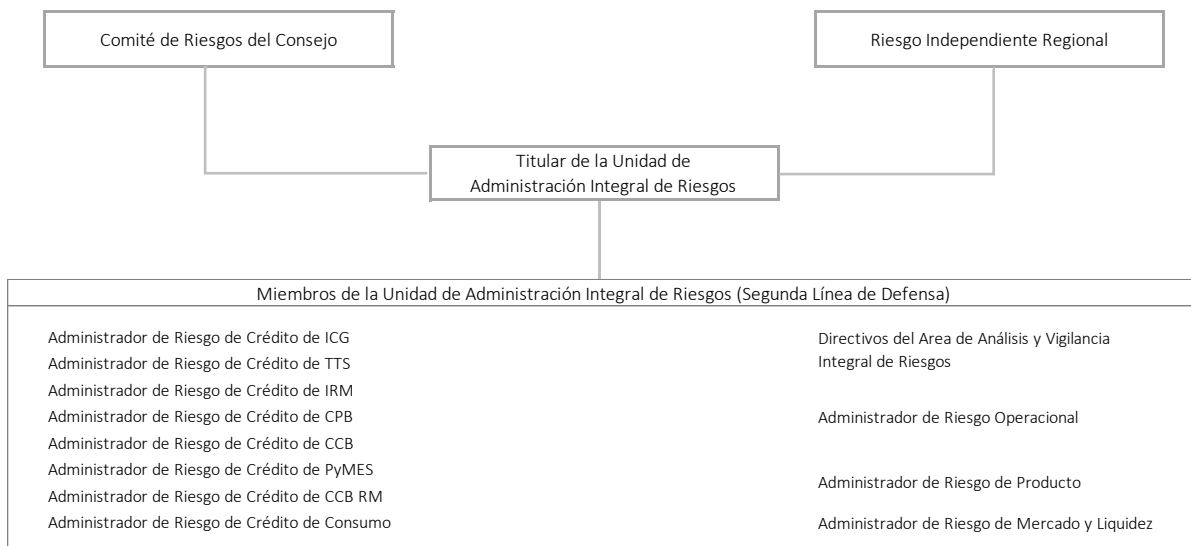 Comité de Riesgos del Consejo
Riesgo Independiente Regional
Titular de la Unidad de
Administración Integral de Riesgos
Miembros de la Unidad de Administración Integral de Riesgos (Segunda Línea de Defensa)
Administrador de Riesgo de Crédito de ICG
Administrador de Riesgo de Crédito de TTS
Administrador de Riesgo de Crédito de IRM
Administrador de Riesgo de Crédito de CPB
Administrador de Riesgo de Crédito de CCB
Administrador de Riesgo de Crédito de PyMES
Administrador de Riesgo de Crédito de CCB RM
Administrador de Riesgo de Crédito de Consumo
Directivos del Area de Análisis y Vigilancia
Integral de Riesgos
Administrador de Riesgo Operacional
Administrador de Riesgo de Producto
Administrador de Riesgo de Mercado y Liquidez